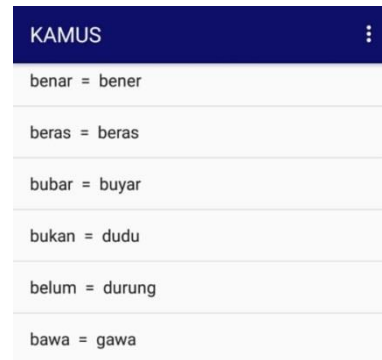 KAMUS
benar = bener
beras = beras
bubar = buyar
bukan = dudu
belum = durung
bawa = gawa